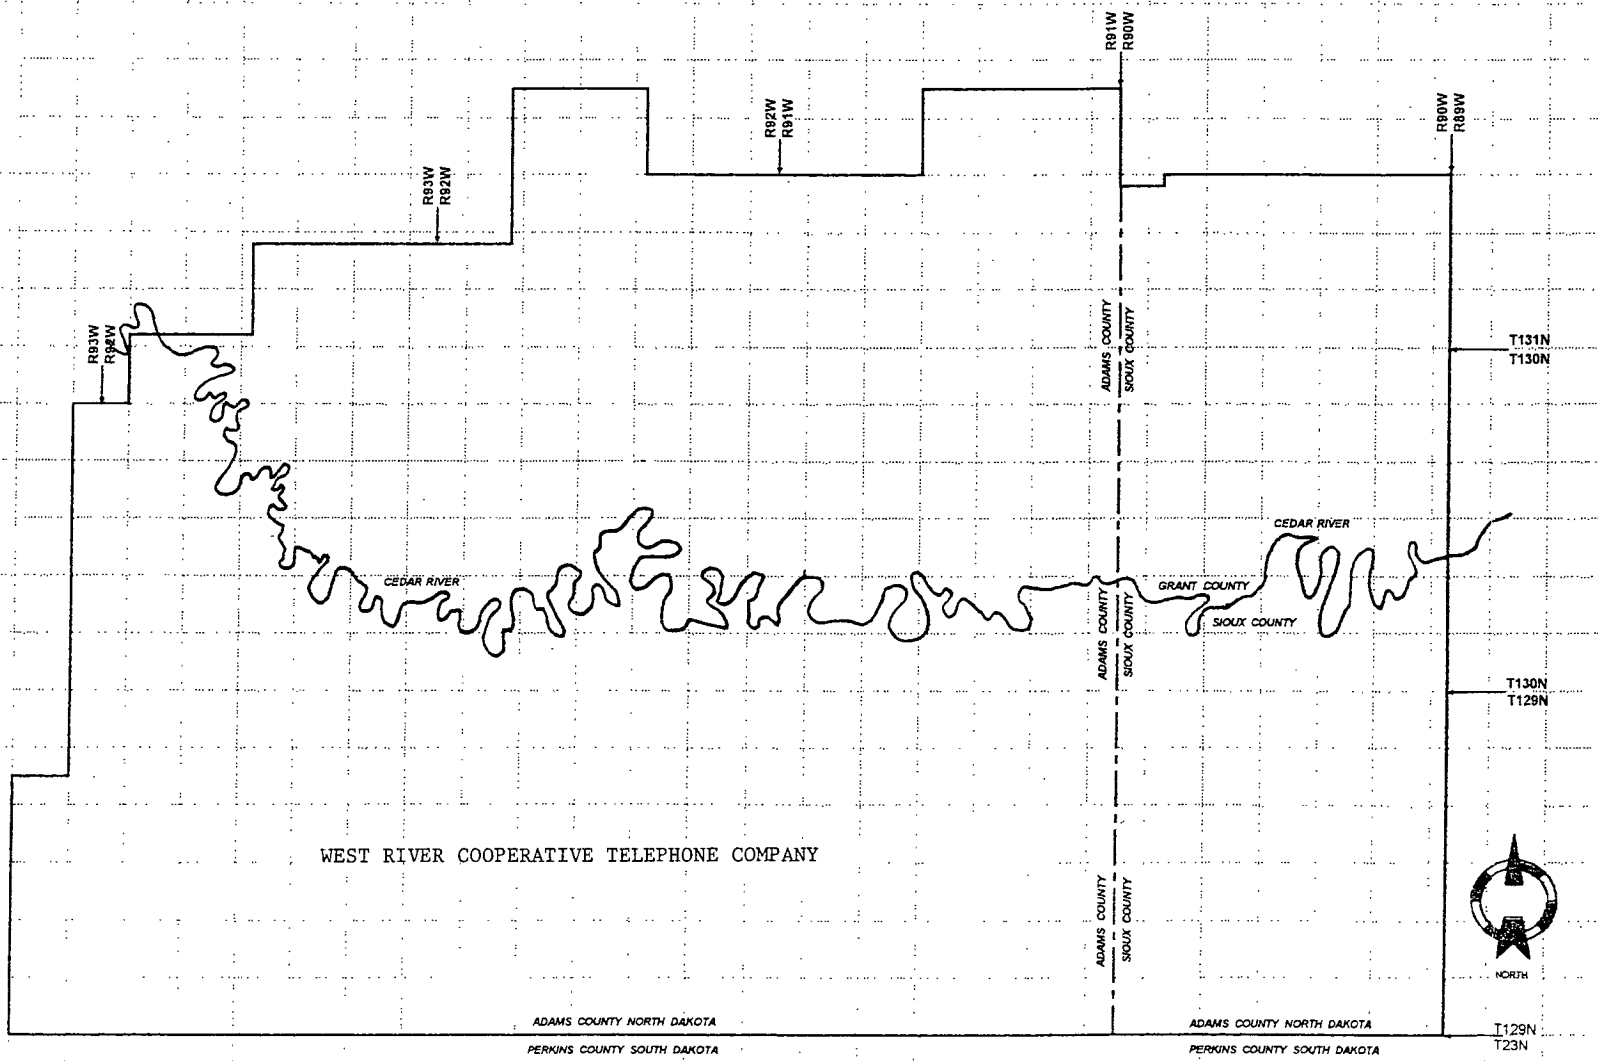 R91W
R90W
R92W
R91W
R90W
R89W
R93W
R92W
R93W
R92W
ADAMS COUNTY
SIOUX COUNTY
T131N
T130N
CEDAR RIVER
CEDAR RIVER
GRANT COUNTY
SIOUX COUNTY
ADAMS COUNTY
SIOUX COUNTY
T130N
T129N
WEST RIVER COOPERATIVE TELEPHONE COMPANY
ADAMS COUNTY
SIOUX COUNTY
NORTH
ADAMS COUNTY NORTH DAKOTA
PERKINS COUNTY SOUTH DAKOTA
ADAMS COUNTY NORTH DAKOTA
PERKINS COUNTY SOUTH DAKOTA
T129N
T23N